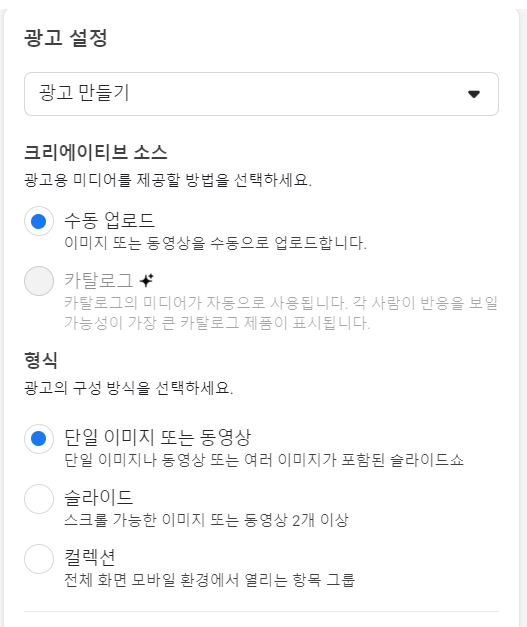 광고 설정
광고 만들기
크리에이티브 소스
광고용 미디어를 제공할 방법을 선택하세요.
수동 업로드
이미지 또는 동영상을 수동으로 업로드합니다.
카탈로그
카탈로그의 미디어가 자동으로 사용됩니다. 각 사람이 반응을 보일
가능성이 가장 큰 카탈로그 제품이 표시됩니다.
형식
광고의 구성 방식을 선택하세요.
단일 이미지 또는 동영상
단일 이미지나 동영상 또는 여러 이미지가 포함된 슬라이드쇼
슬라이드
스크롤 가능한 이미지 또는 동영상 2개 이상
컬렉션
전체 화면 모바일 환경에서 열리는 항목 그룹